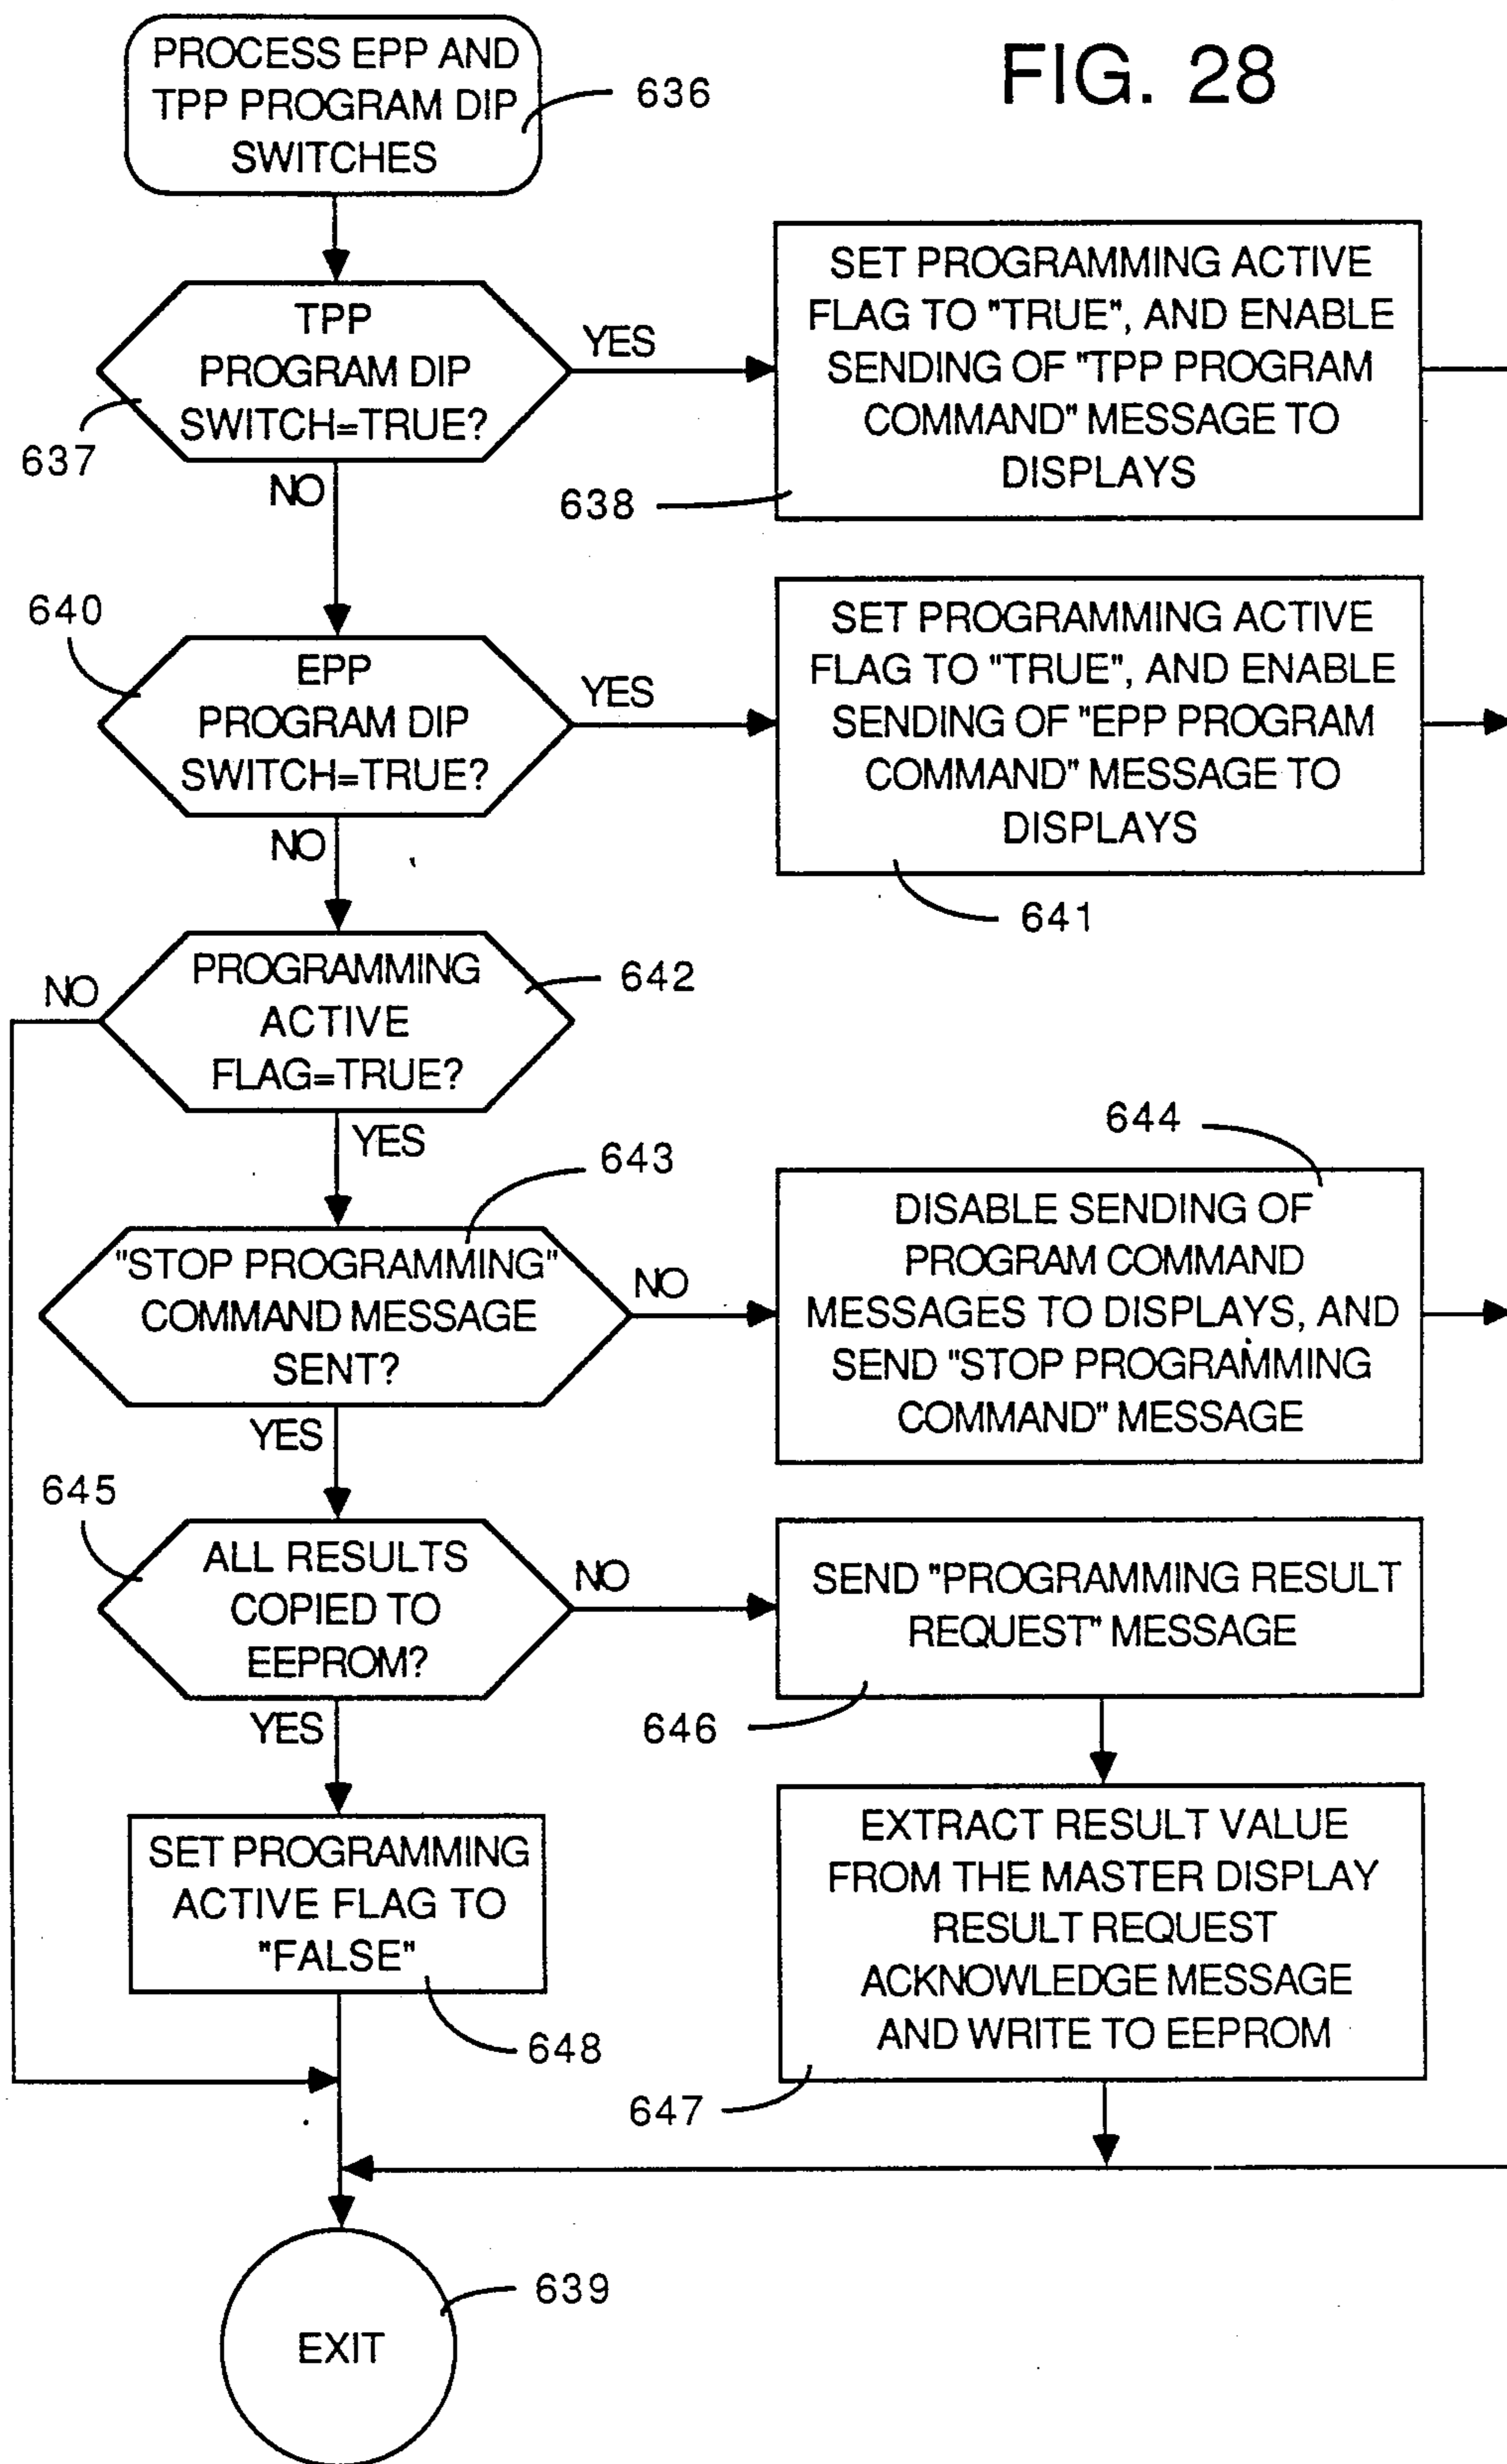 FIG. 28
PROCESS EPP AND
TPP PROGRAM DIP
SWITCHES
636
TPP
PROGRAM DIP
SWITCH=TRUE?
637
YES
NO
SET PROGRAMMING ACTIVE
FLAG TO "TRUE", AND ENABLE
SENDING OF "TPP PROGRAM
COMMAND" MESSAGE TO
DISPLAYS
638
640
EPP
PROGRAM DIP
SWITCH=TRUE?
YES
NO
SET PROGRAMMING ACTIVE
FLAG TO "TRUE", AND ENABLE
SENDING OF "EPP PROGRAM
COMMAND" MESSAGE TO
DISPLAYS
641
NO
PROGRAMMING
ACTIVE
FLAG=TRUE?
642
YES
643
"STOP PROGRAMMING"
COMMAND MESSAGE
SENT?
NO
YES
644
DISABLE SENDING OF
PROGRAM COMMAND
MESSAGES TO DISPLAYS, AND
SEND "STOP PROGRAMMING
COMMAND" MESSAGE
645
ALL RESULTS
COPIED TO
EEPROM?
NO
YES
SEND "PROGRAMMING RESULT
REQUEST" MESSAGE
646
SET PROGRAMMING
ACTIVE FLAG TO
"FALSE"
648
EXTRACT RESULT VALUE
FROM THE MASTER DISPLAY
RESULT REQUEST
ACKNOWLEDGE MESSAGE
AND WRITE TO EEPROM
647
EXIT
639